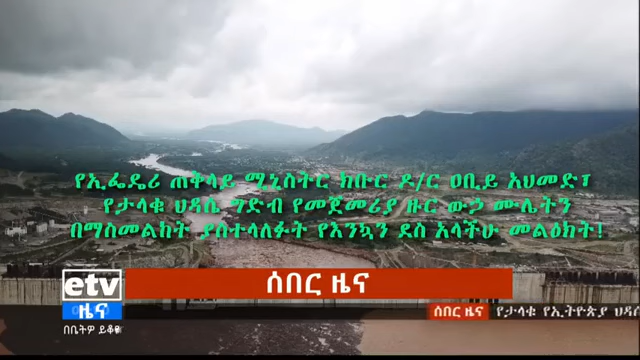 የኢፌዴሪ ጠቅላይ ሚኒስትር ክቡር ዶ/ር ዐቢይ አህመድ፣
የታላቁ ህዳሴ ግድብ የመጀመሪያ ዙር ውኃ ሙሌትን
በማስመልከት ያስተላለፉት የእንኳን ደስ አላችሁ መልዕክት!
ሰበር ዜና
etv
ዜና
ሰበር ዜና የታላቁ የኢትዮጵያ ህዳሴ
በቤትዎ ይቆዩ